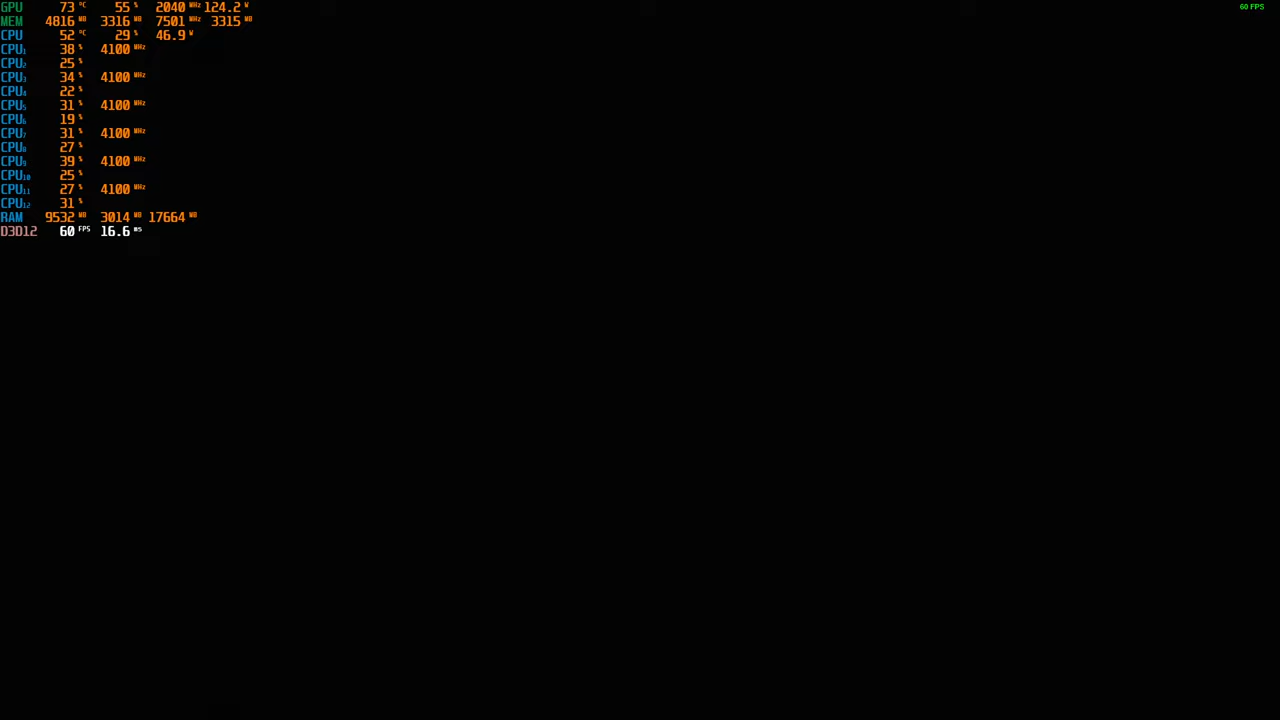 GPU 73 °C 55 % 2040 MHz 124.2 W 60 FPS
MEM 4816 MB 3316 MB 7501 MHz 3315 MB
CPU 52 °C 29 % 46.9 W
CPU1 38 % 4100 MHz
CPU2 25 %
CPU3 34 % 4100 MHz
CPU4 22 %
CPU5 31 % 4100 MHz
CPU6 19 %
CPU7 31 % 4100 MHz
CPU8 27 %
CPU9 39 % 4100 MHz
CPU10 25 %
CPU11 27 % 4100 MHz
CPU12 31 %
RAM 9532 MB 3014 MB 17664 MB
D3D12 60 FPS 16.6 ms